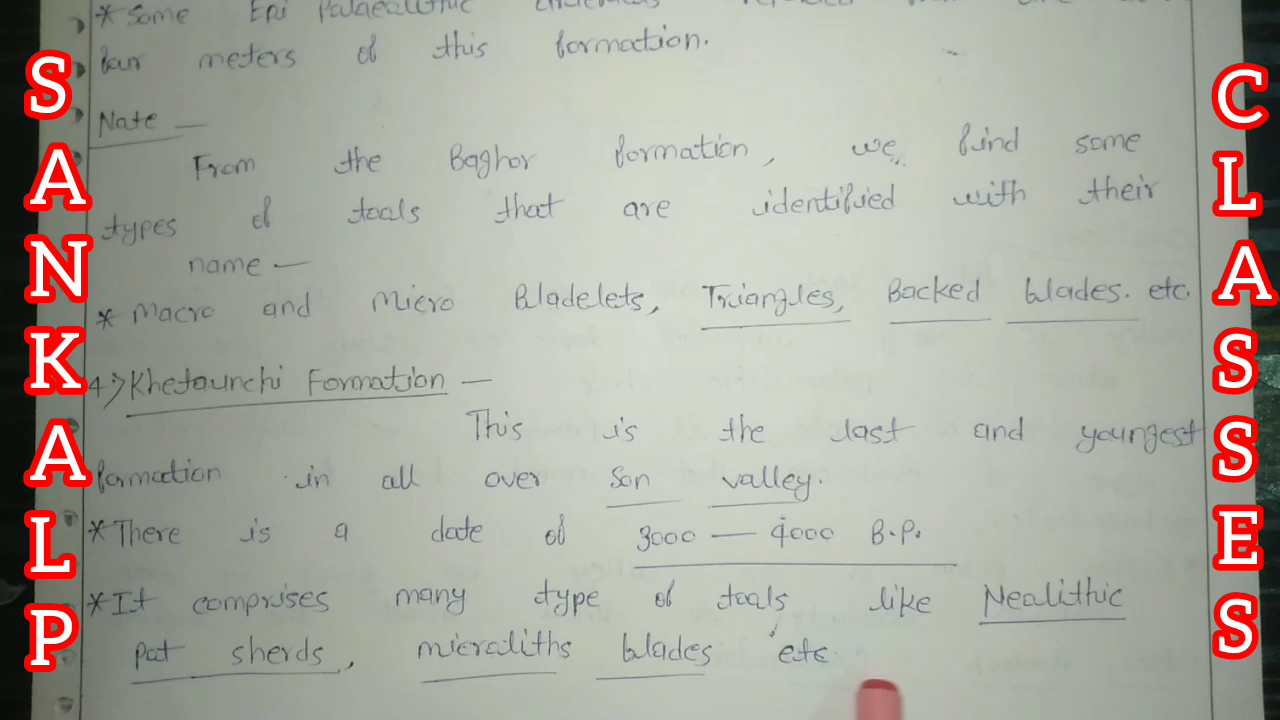 * Some Epi Palaealithic
four meters of this formation.
Note —
From the Baghor formation, we find some
types of tools that are identified with their
name —
* Macro and Micro Bladelets, Triangles, Backed blades. etc.
4) Khetaunchi Formation —
This is the last and youngest
formation in all over Son valley.
* There is a date of 3000 — 4000 B.P.
* It comprises many type of tools like Neolithic
pot sherds, microliths blades etc.
SANKALP
CLASSES